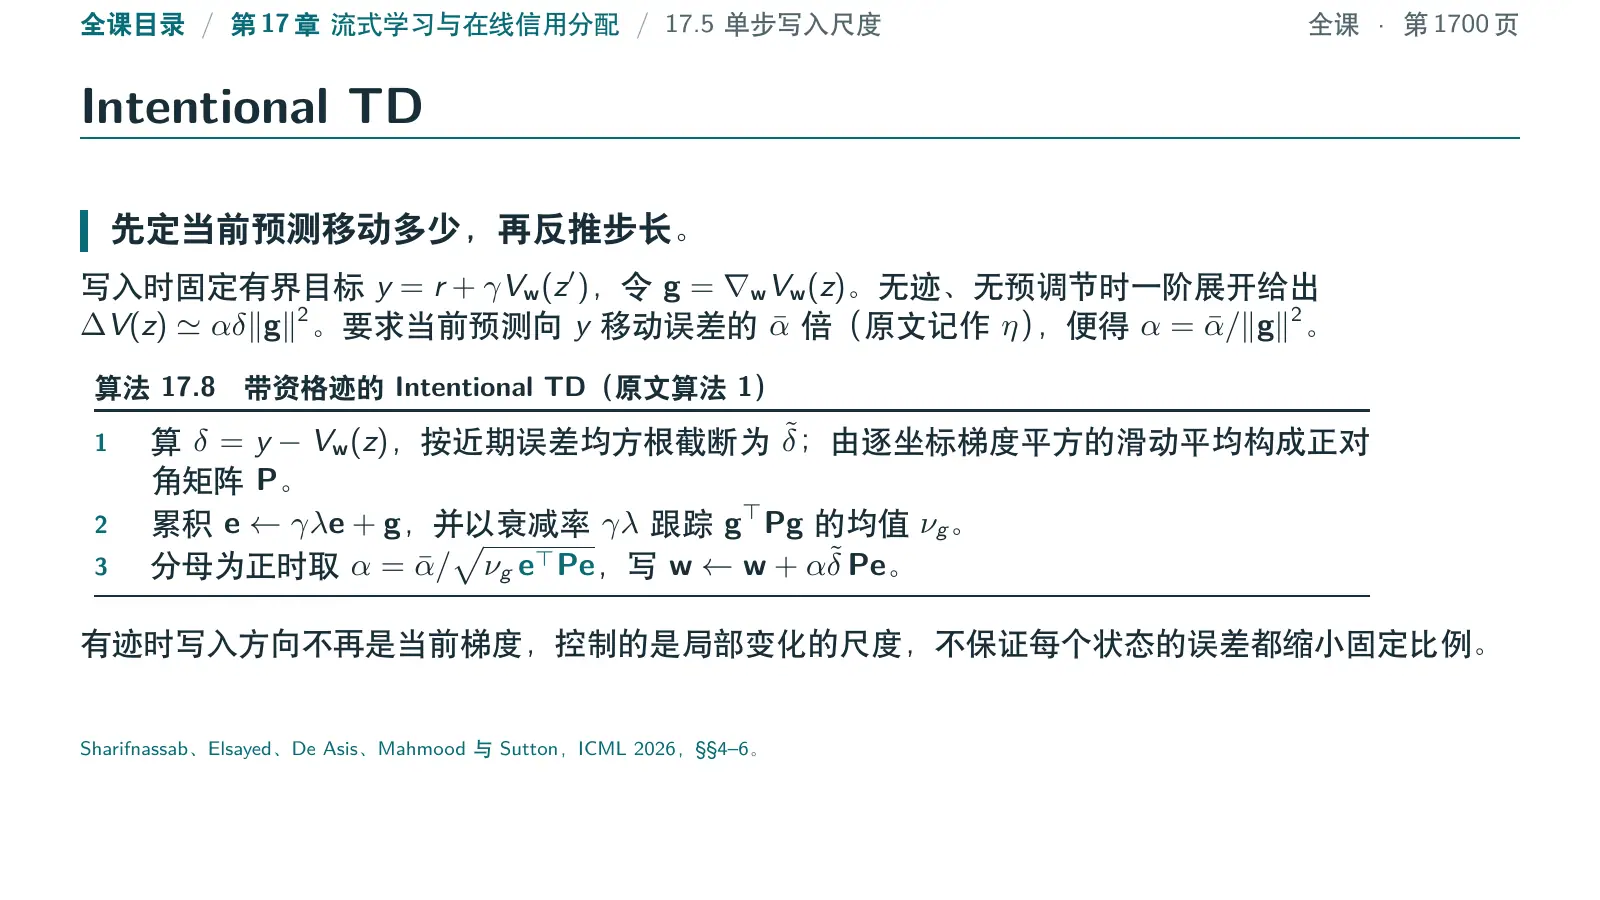 全课目录 / 第 17 章 流式学习与在线信用分配 / 17.5 单步写入尺度
全课 · 第 1700 页
Intentional TD
先定当前预测移动多少，再反推步长。
写入时固定有界目标 y = r + γV_w(z′)，令 g = ∇_w V_w(z)。无迹、无预调节时一阶展开给出
ΔV(z) ≃ αδ‖g‖²。要求当前预测向 y 移动误差的 ᾱ 倍（原文记作 η），便得 α = ᾱ/‖g‖²。
算法 17.8 带资格迹的 Intentional TD（原文算法 1）
1 算 δ = y − V_w(z)，按近期误差均方根截断为 δ̃；由逐坐标梯度平方的滑动平均构成正对
角矩阵 P。
2 累积 e ← γλe + g，并以衰减率 γλ 跟踪 g⊤Pg 的均值 ν_g。
3 分母为正时取 α = ᾱ/√(ν_g e⊤Pe)，写 w ← w + αδ̃ Pe。
有迹时写入方向不再是当前梯度，控制的是局部变化的尺度，不保证每个状态的误差都缩小固定比例。
Sharifnassab、Elsayed、De Asis、Mahmood 与 Sutton，ICML 2026，§§4–6。